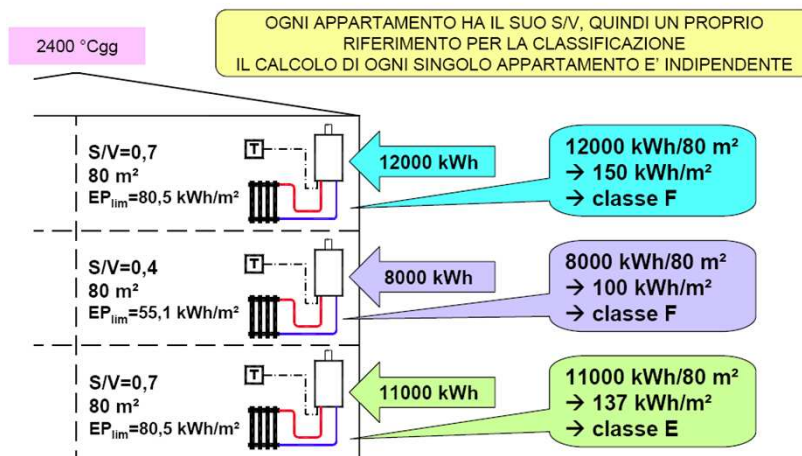 2400 °Cgg
OGNI APPARTAMENTO HA IL SUO S/V, QUINDI UN PROPRIO
RIFERIMENTO PER LA CLASSIFICAZIONE
IL CALCOLO DI OGNI SINGOLO APPARTAMENTO E' INDIPENDENTE
S/V=0,7
80 m²
EPlim=80,5 kWh/m²
T
12000 kWh
12000 kWh/80 m²
→ 150 kWh/m²
→ classe F
S/V=0,4
80 m²
EPlim=55,1 kWh/m²
T
8000 kWh
8000 kWh/80 m²
→ 100 kWh/m²
→ classe F
S/V=0,7
80 m²
EPlim=80,5 kWh/m²
T
11000 kWh
11000 kWh/80 m²
→ 137 kWh/m²
→ classe E